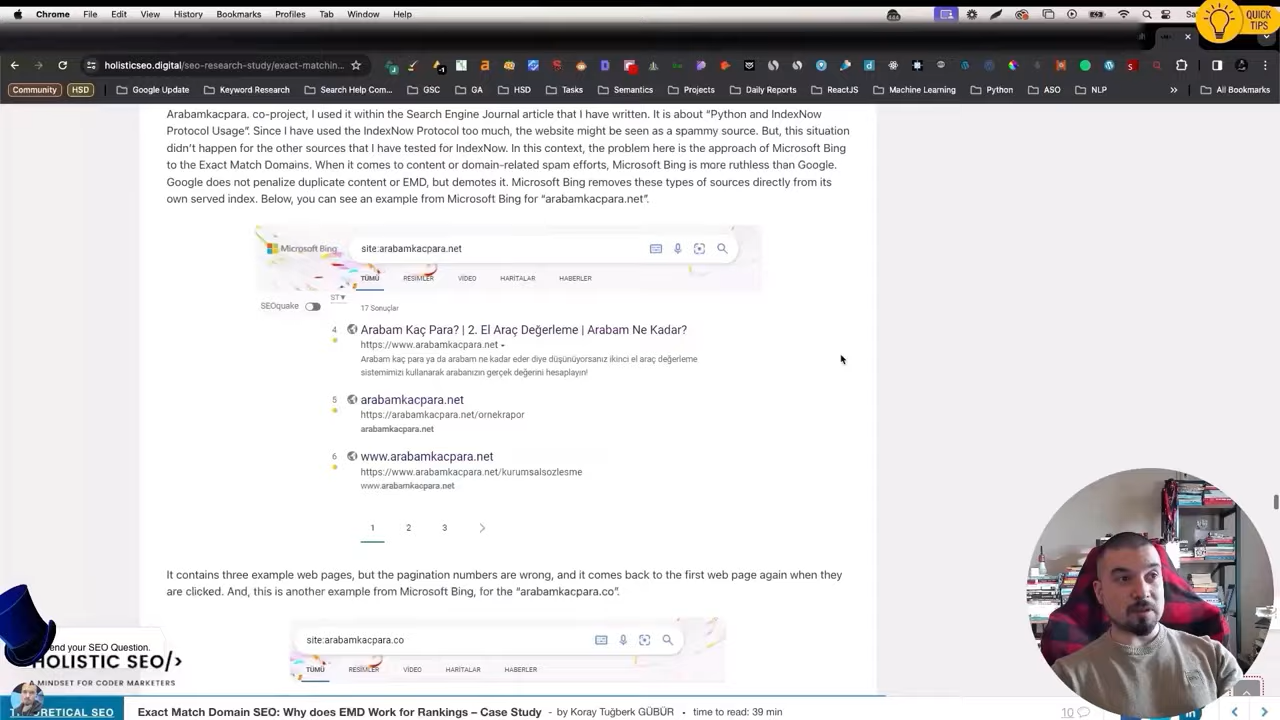 Chrome File Edit View History Bookmarks Profiles Tab Window Help
QUICK
TIPS
holisticseo.digital/seo-research-study/exact-matchin...
Community HSD Google Update Keyword Research Search Help Com... GSC GA HSD Tasks Semantics Projects Daily Reports ReactJS Machine Learning Python ASO NLP » All Bookmarks
Arabamkacpara. co-project, I used it within the Search Engine Journal article that I have written. It is about “Python and IndexNow
Protocol Usage”. Since I have used the IndexNow Protocol too much, the website might be seen as a spammy source. But, this situation
didn’t happen for the other sources that I have tested for IndexNow. In this context, the problem here is the approach of Microsoft Bing
to the Exact Match Domains. When it comes to content or domain-related spam efforts, Microsoft Bing is more ruthless than Google.
Google does not penalize duplicate content or EMD, but demotes it. Microsoft Bing removes these types of sources directly from its
own served index. Below, you can see an example from Microsoft Bing for “arabamkacpara.net”.
Microsoft Bing site:arabamkacpara.net
TÜMÜ RESİMLER VİDEO HARİTALAR HABERLER
SEOquake ST▼ 17 Sonuçlar
4 Arabam Kaç Para? | 2. El Araç Değerleme | Arabam Ne Kadar?
https://www.arabamkacpara.net
Arabam kaç para ya da arabam ne kadar eder diye düşünüyorsanız ikinci el araç değerleme
sistemimizi kullanarak arabanızın gerçek değerini hesaplayın!
5 arabamkacpara.net
https://arabamkacpara.net/ornekrapor
arabamkacpara.net
6 www.arabamkacpara.net
https://www.arabamkacpara.net/kurumsalsozlesme
www.arabamkacpara.net
1 2 3
It contains three example web pages, but the pagination numbers are wrong, and it comes back to the first web page again when they
are clicked. And, this is another example from Microsoft Bing, for the “arabamkacpara.co”.
site:arabamkacpara.co
TÜMÜ RESİMLER VİDEO HARİTALAR HABERLER
end your SEO Question.
HOLISTIC SEO/>
A MINDSET FOR CODER MARKETERS
SEO Exact Match Domain SEO: Why does EMD Work for Rankings – Case Study - by Koray Tuğberk GÜBÜR • time to read: 39 min 10